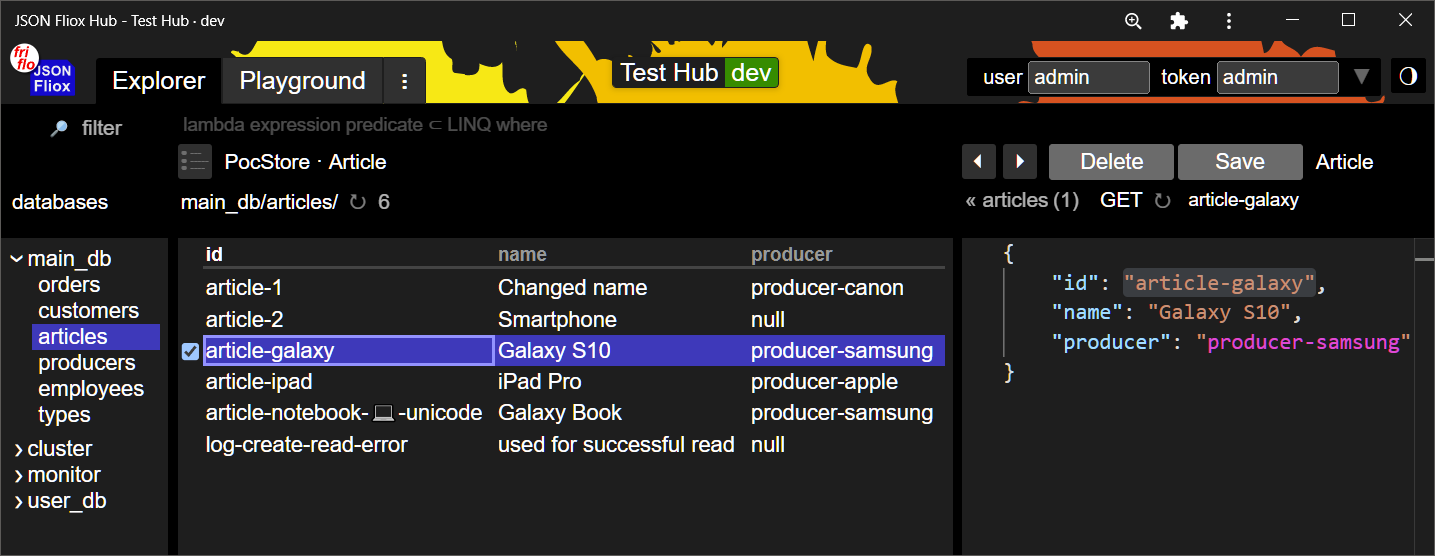 JSON Fliox Hub - Test Hub · dev
fri
flo
JSON
Fliox
Explorer Playground ⋮ Test Hub dev user admin token admin ▼
🔎 filter lambda expression predicate ⊂ LINQ where
PocStore · Article Delete Save Article
databases main_db/articles/ ↻ 6 « articles (1) GET ↻ article-galaxy
main_db
orders
customers
articles
producers
employees
types
cluster
monitor
user_db
id name producer
article-1 Changed name producer-canon
article-2 Smartphone null
article-galaxy Galaxy S10 producer-samsung
article-ipad iPad Pro producer-apple
article-notebook-💻-unicode Galaxy Book producer-samsung
log-create-read-error used for successful read null
{
"id": "article-galaxy",
"name": "Galaxy S10",
"producer": "producer-samsung"
}